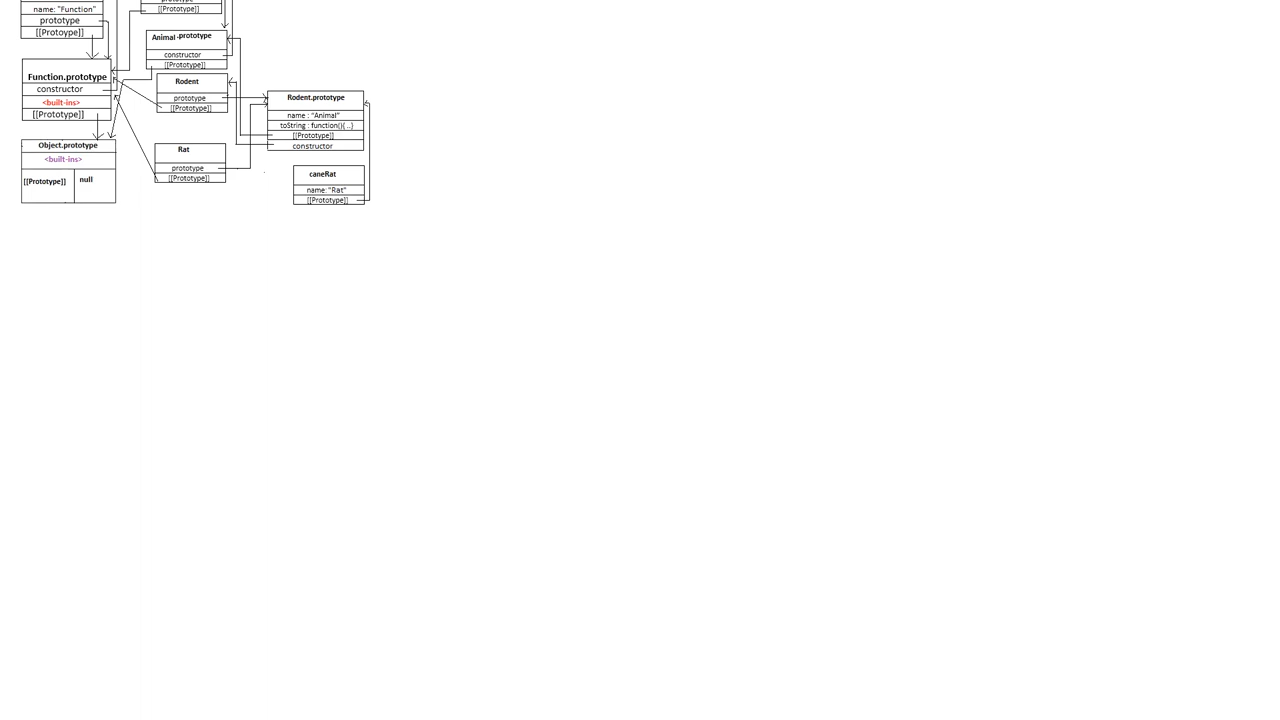 name: "Function"
prototype
[[Protoype]]
[[Prototype]]
Animal .prototype
constructor
[[Prototype]]
Function.prototype
constructor
<built-ins>
[[Prototype]]
Rodent
prototype
[[Prototype]]
Rodent.prototype
name : "Animal"
toString : function(){ ..}
[[Prototype]]
constructor
Object.prototype
<built-ins>
[[Prototype]] null
Rat
prototype
[[Prototype]]
caneRat
name: "Rat"
[[Prototype]]